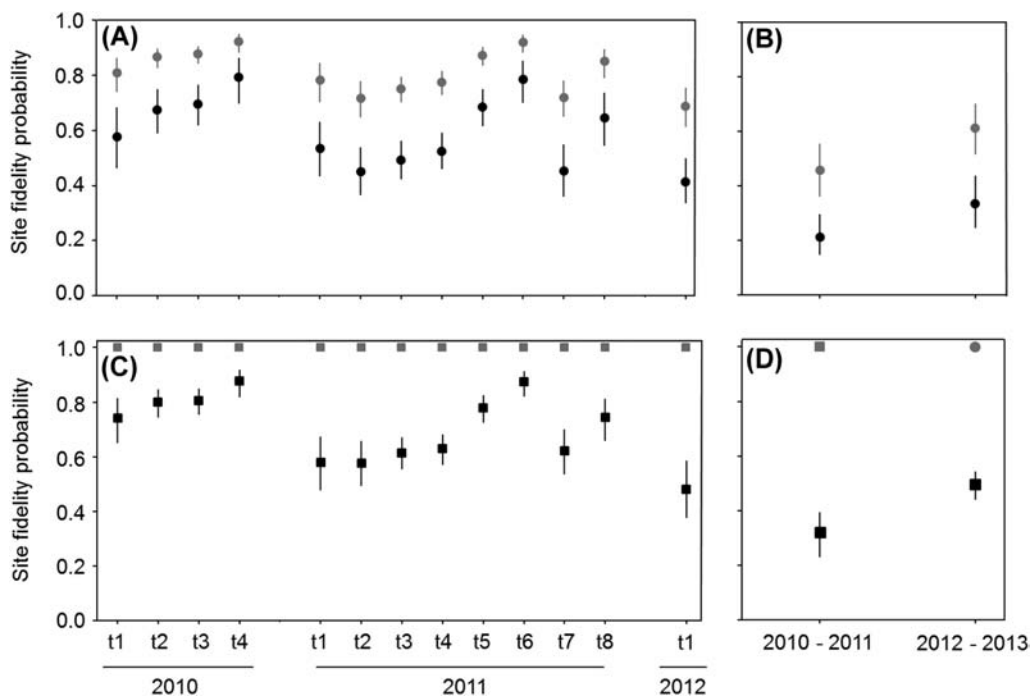 (A)
(B)
Site fidelity probability
1.0
0.8
0.6
0.4
0.2
0.0
(C)
(D)
Site fidelity probability
1.0
0.8
0.6
0.4
0.2
0.0
t1 t2 t3 t4 t1 t2 t3 t4 t5 t6 t7 t8 t1
2010 2011 2012
2010 - 2011 2012 - 2013